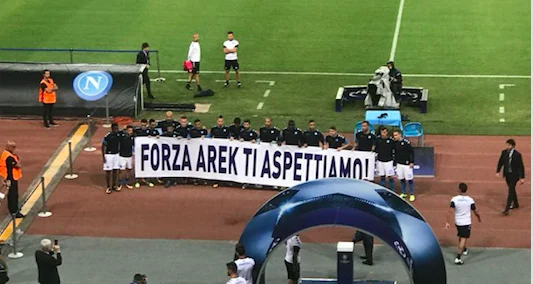 N
FORZA AREK TI ASPETTIAMO!